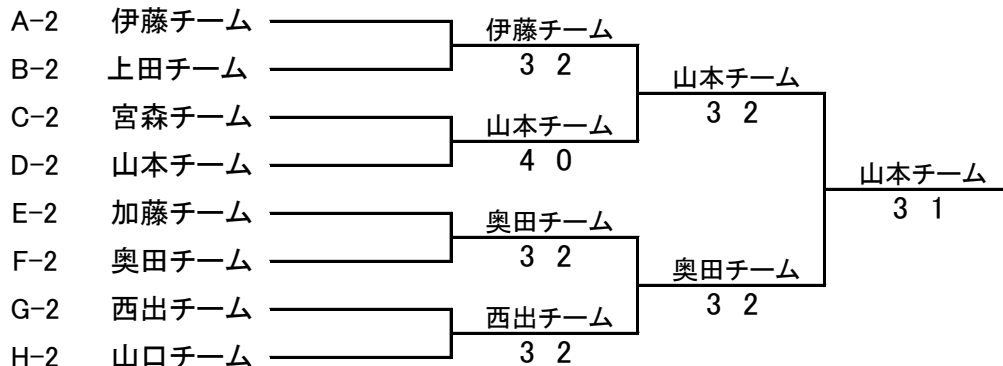 A-2 伊藤チーム
伊藤チーム
3 2
B-2 上田チーム
山本チーム
3 2
C-2 宮森チーム
山本チーム
4 0
D-2 山本チーム
山本チーム
3 1
E-2 加藤チーム
奥田チーム
3 2
F-2 奥田チーム
奥田チーム
3 2
G-2 西出チーム
西出チーム
3 2
H-2 山口チーム